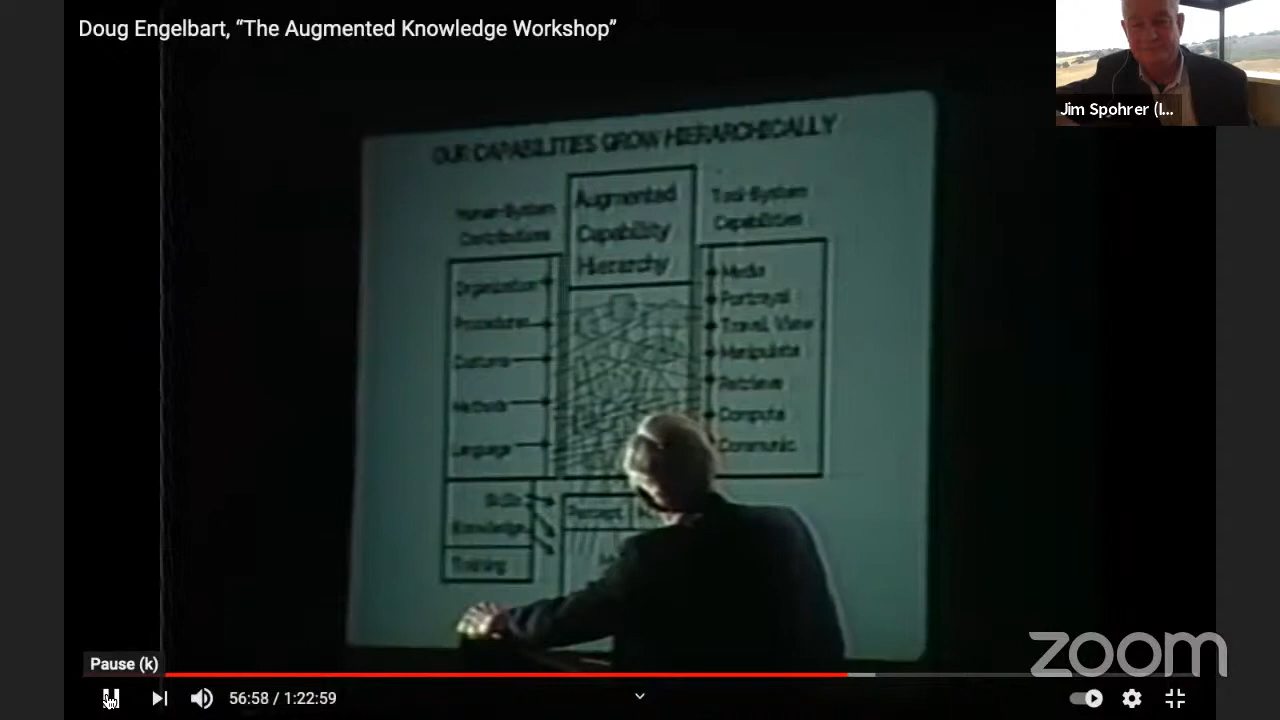 Doug Engelbart, “The Augmented Knowledge Workshop”
Jim Spohrer (I...
OUR CAPABILITIES GROW HIERARCHICALLY
Human-System
Contributions
Augmented
Capability
Hierarchy
Tool-System
Capabilities
Organization
Procedures
Customs
Methods
Language
Media
Portrayal
Travel, View
Manipulate
Retrieve
Compute
Communic.
Skills
Knowledge
Training
Percept.
Pause (k)
56:58 / 1:22:59
zoom